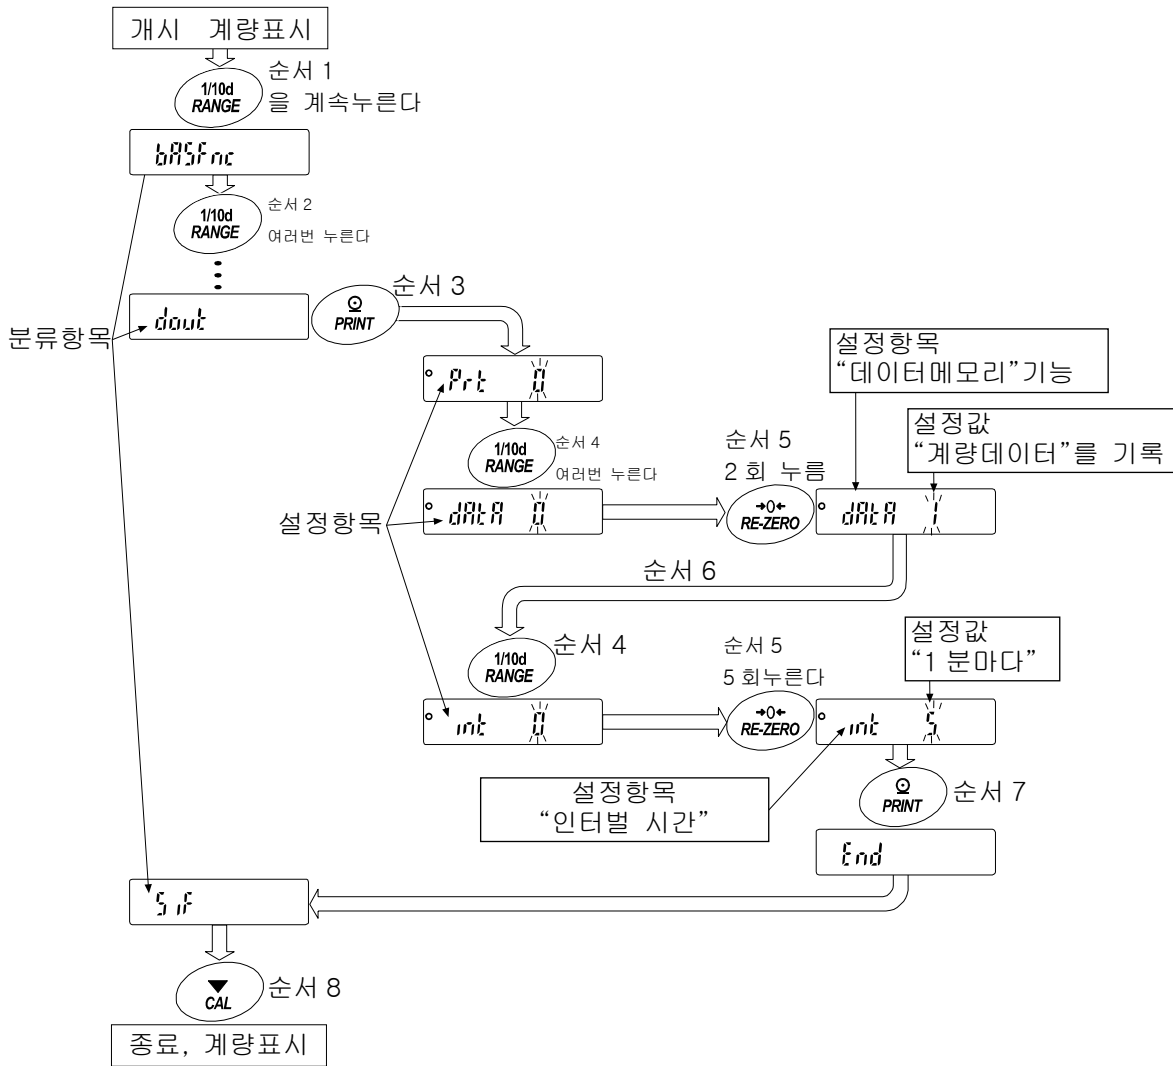 개시 계량표시
순서 1
1/10d
RANGE
을 계속누른다
bASFnc
1/10d
RANGE
순서 2
여러번 누른다
dout
PRINT
순서 3
분류항목
Prt 0
1/10d
RANGE
순서 4
여러번 누른다
설정항목
“데이터메모리”기능
설정값
“계량데이터”를 기록
설정항목
dAtA 0
순서 5
2 회 누름
→0←
RE-ZERO
dAtA 1
순서 6
1/10d
RANGE
순서 4
int 0
순서 5
5 회누른다
→0←
RE-ZERO
설정값
“1 분마다”
int 5
설정항목
“인터벌 시간”
PRINT
순서 7
End
SiF
CAL
순서 8
종료, 계량표시